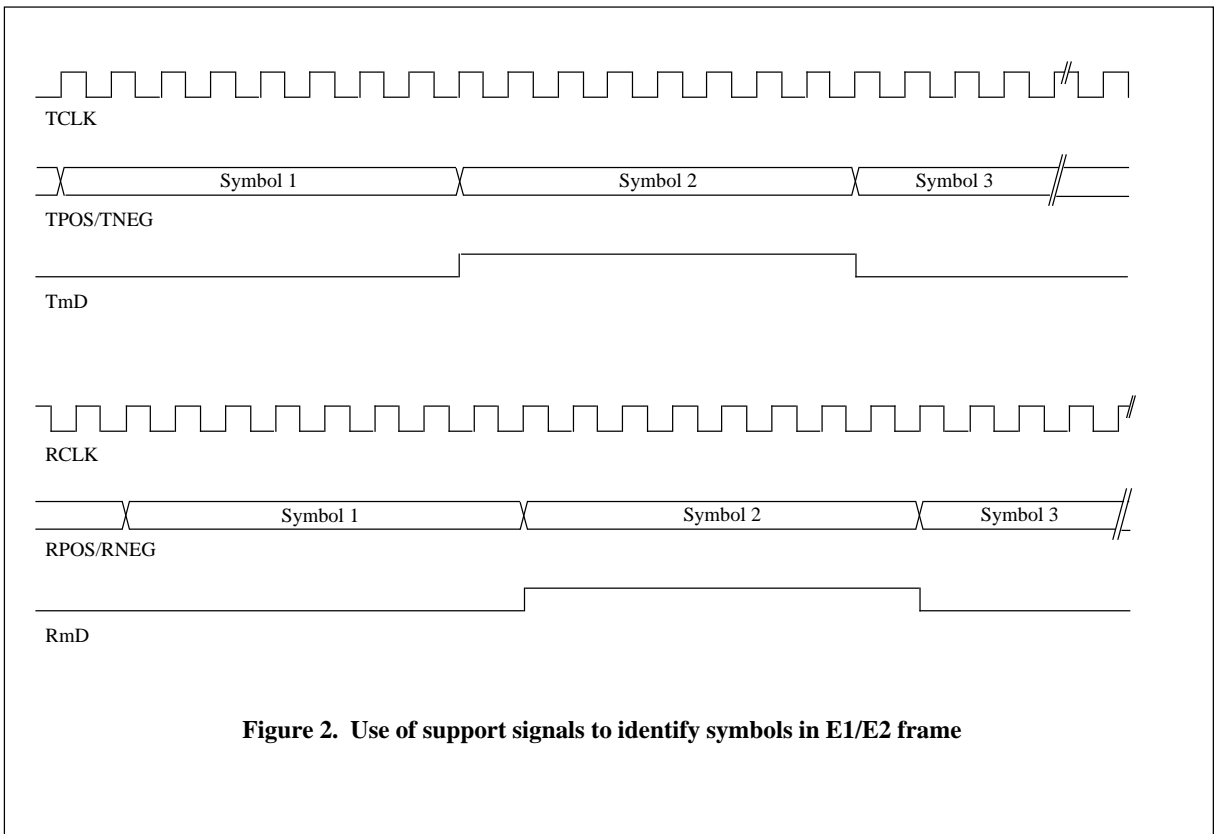 TCLK
Symbol 1 Symbol 2 Symbol 3
TPOS/TNEG
TmD
RCLK
Symbol 1 Symbol 2 Symbol 3
RPOS/RNEG
RmD
Figure 2. Use of support signals to identify symbols in E1/E2 frame